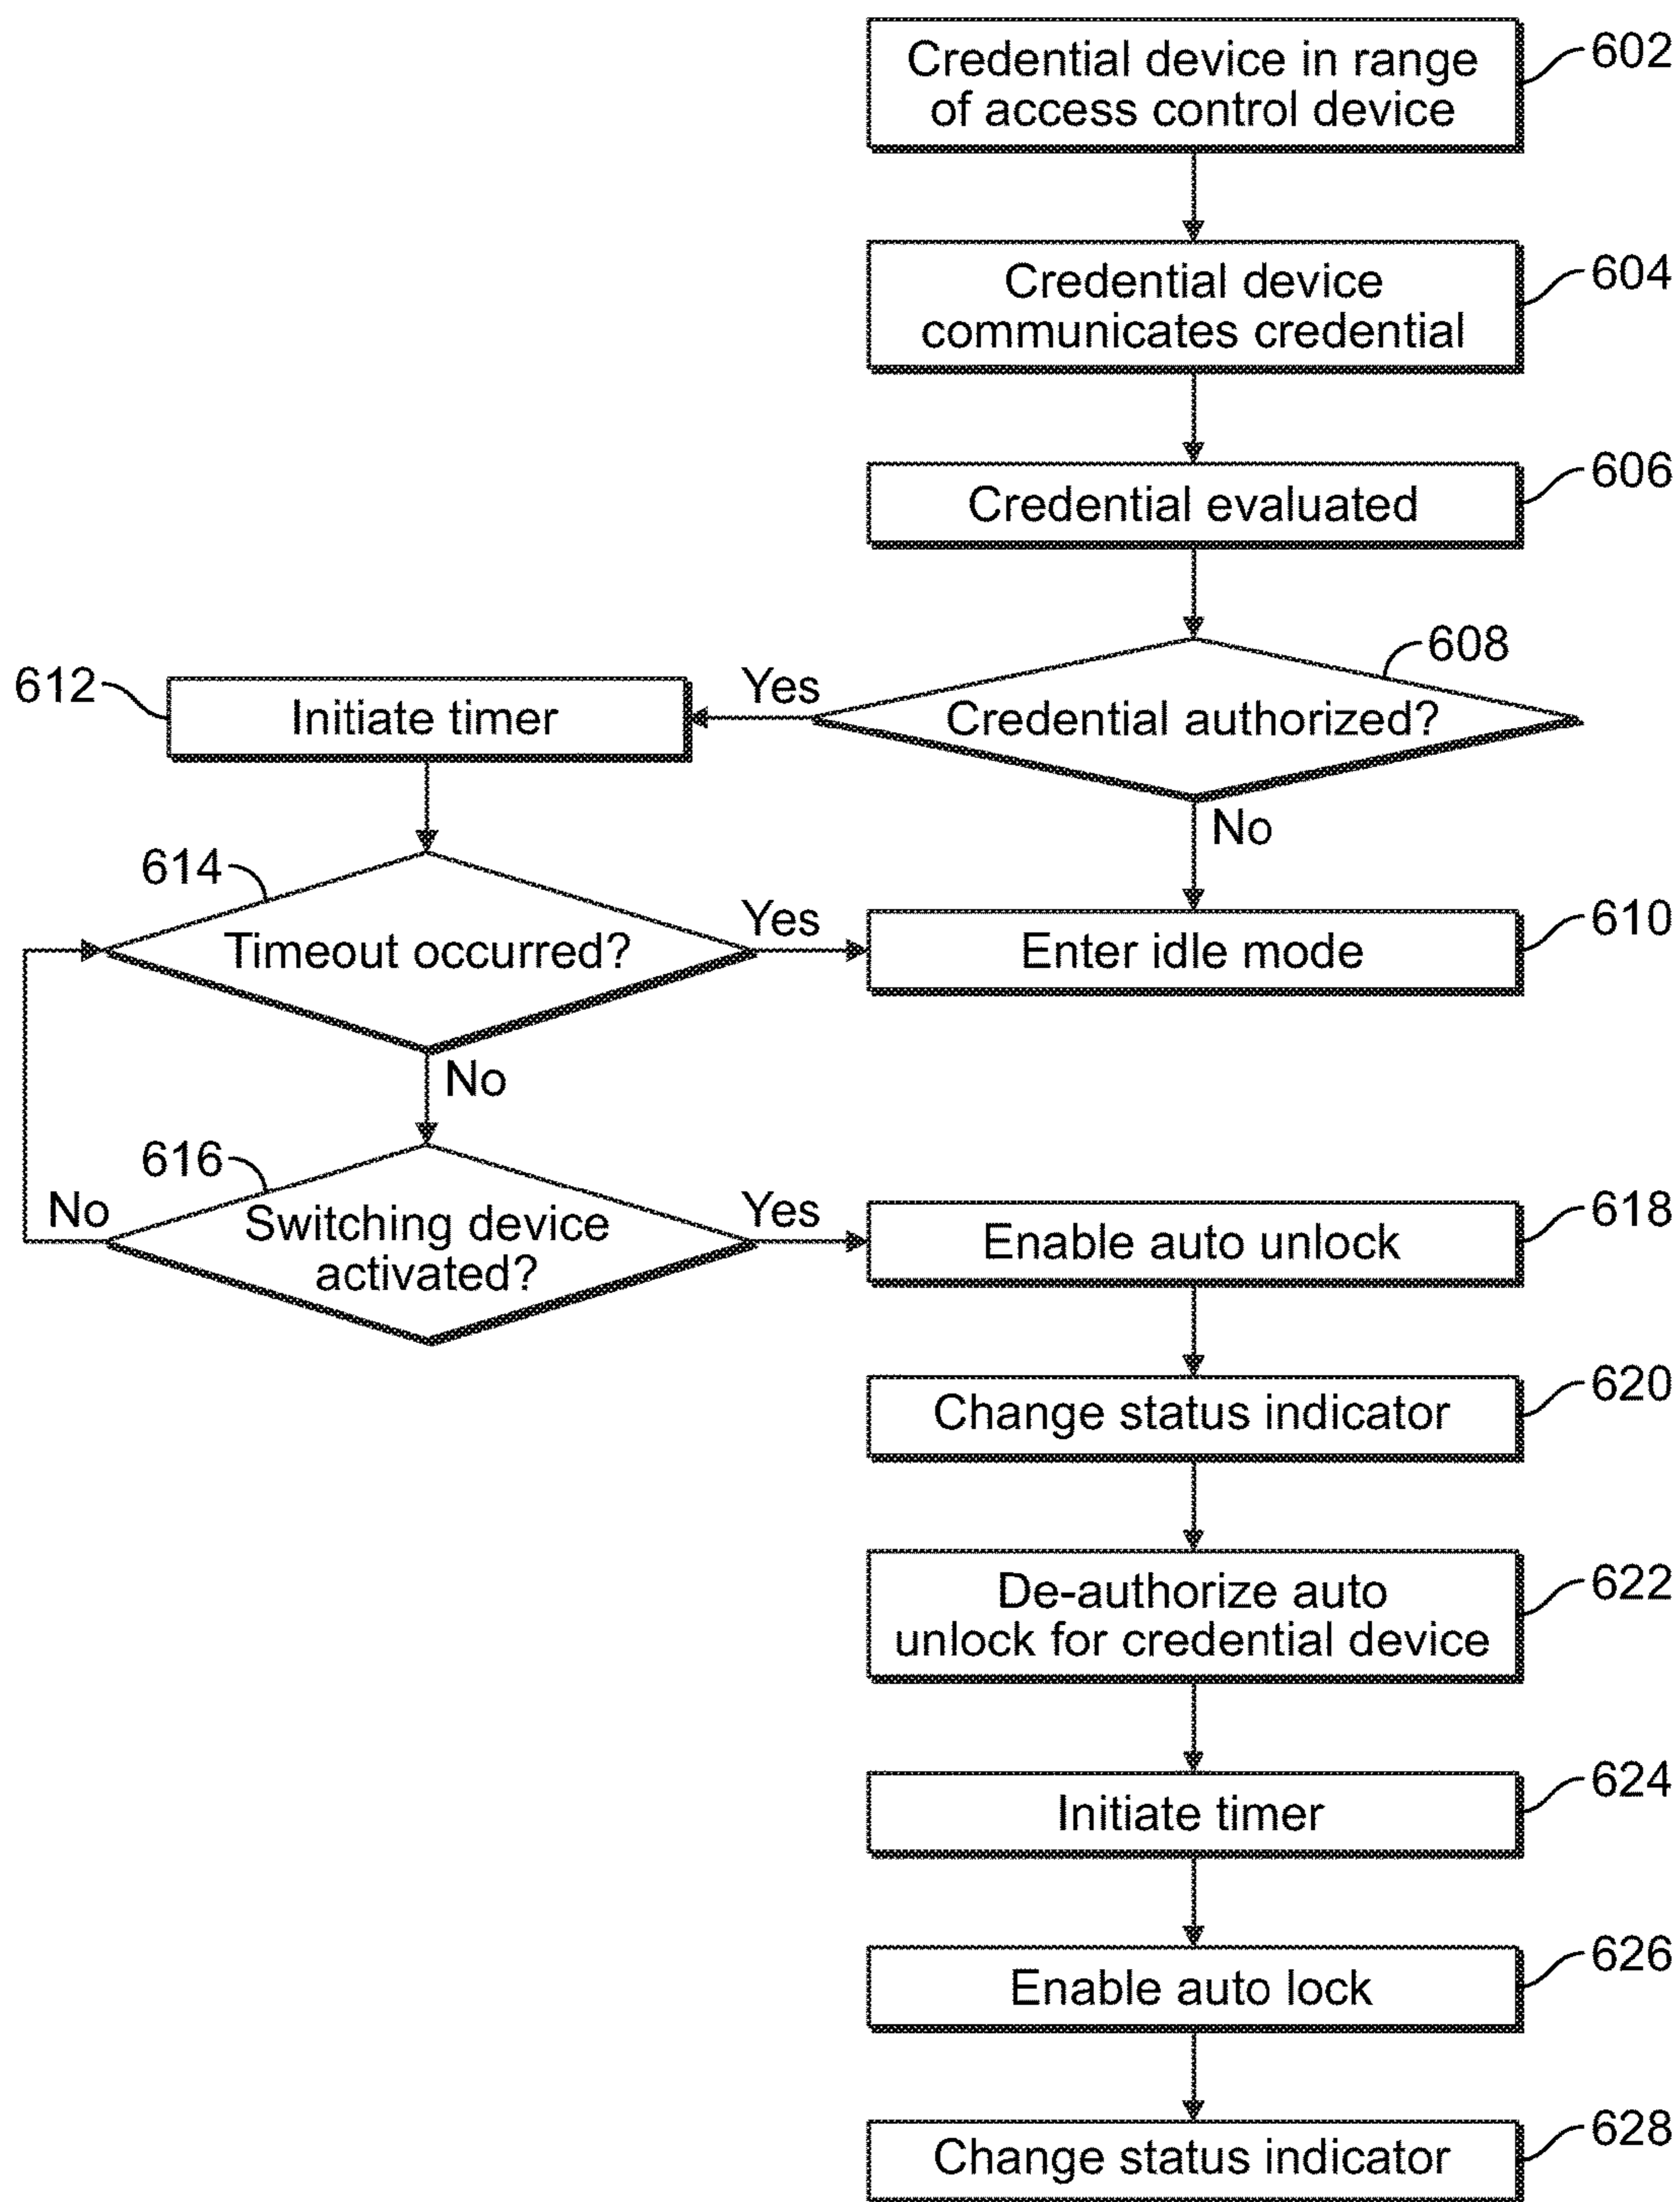 Credential device in range
of access control device
602
Credential device
communicates credential
604
Credential evaluated
606
608
612
Initiate timer
Yes
Credential authorized?
No
614
Timeout occurred?
Yes
Enter idle mode
610
No
616
No
Switching device
activated?
Yes
Enable auto unlock
618
Change status indicator
620
De-authorize auto
unlock for credential device
622
Initiate timer
624
Enable auto lock
626
Change status indicator
628